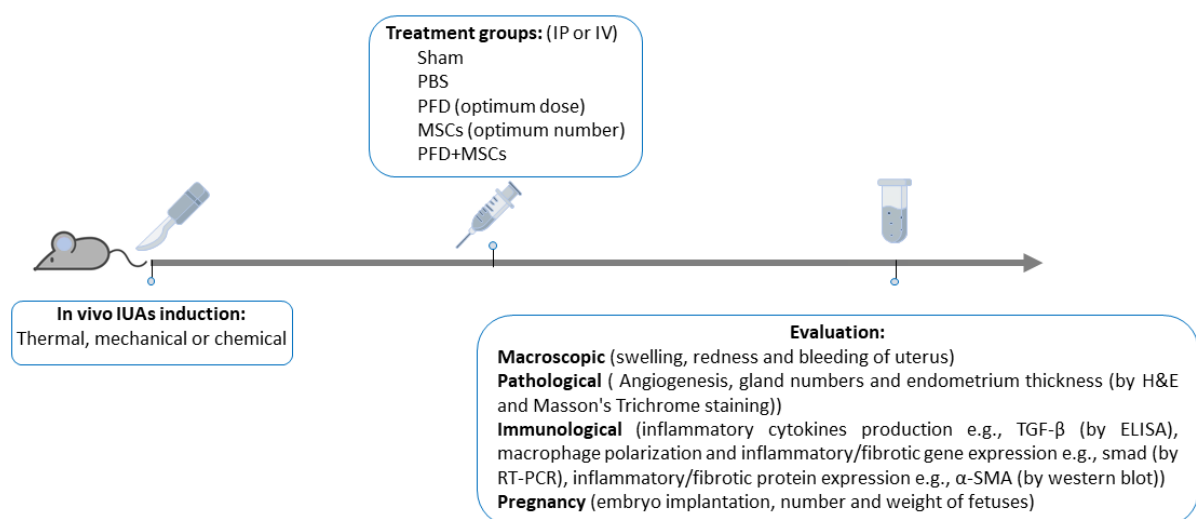 Treatment groups: (IP or IV)
Sham
PBS
PFD (optimum dose)
MSCs (optimum number)
PFD+MSCs
In vivo IUAs induction:
Thermal, mechanical or chemical
Evaluation:
Macroscopic (swelling, redness and bleeding of uterus)
Pathological ( Angiogenesis, gland numbers and endometrium thickness (by H&E
and Masson's Trichrome staining))
Immunological (inflammatory cytokines production e.g., TGF-β (by ELISA),
macrophage polarization and inflammatory/fibrotic gene expression e.g., smad (by
RT-PCR), inflammatory/fibrotic protein expression e.g., α-SMA (by western blot))
Pregnancy (embryo implantation, number and weight of fetuses)